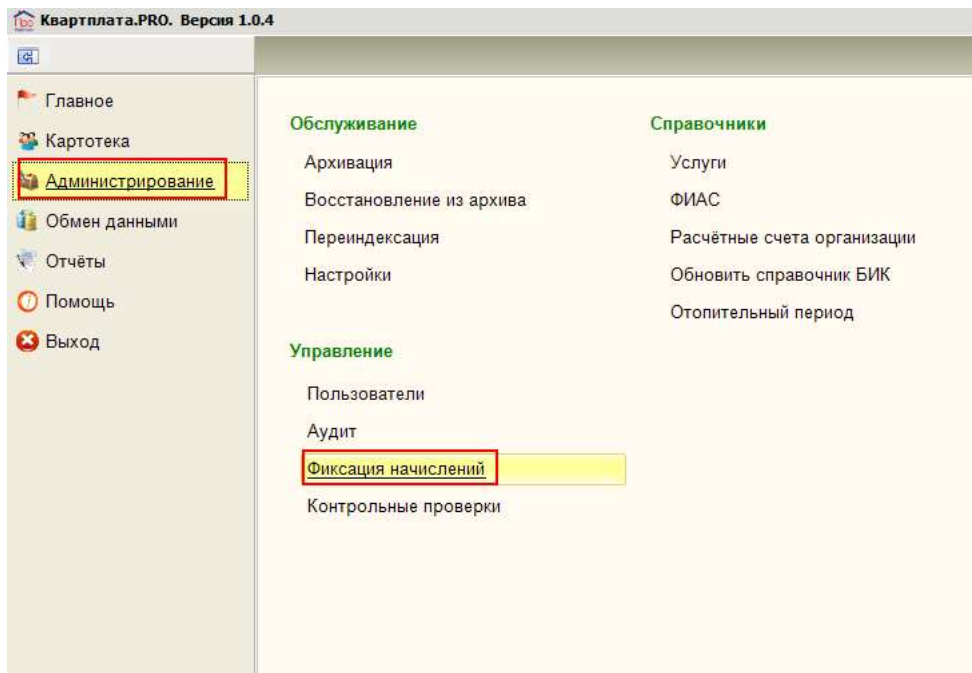 Квартплата.PRO. Версия 1.0.4
Главное
Картотека
Администрирование
Обмен данными
Отчёты
Помощь
Выход
Обслуживание
Архивация
Восстановление из архива
Переиндексация
Настройки
Справочники
Услуги
ФИАС
Расчётные счета организации
Обновить справочник БИК
Отопительный период
Управление
Пользователи
Аудит
Фиксация начислений
Контрольные проверки